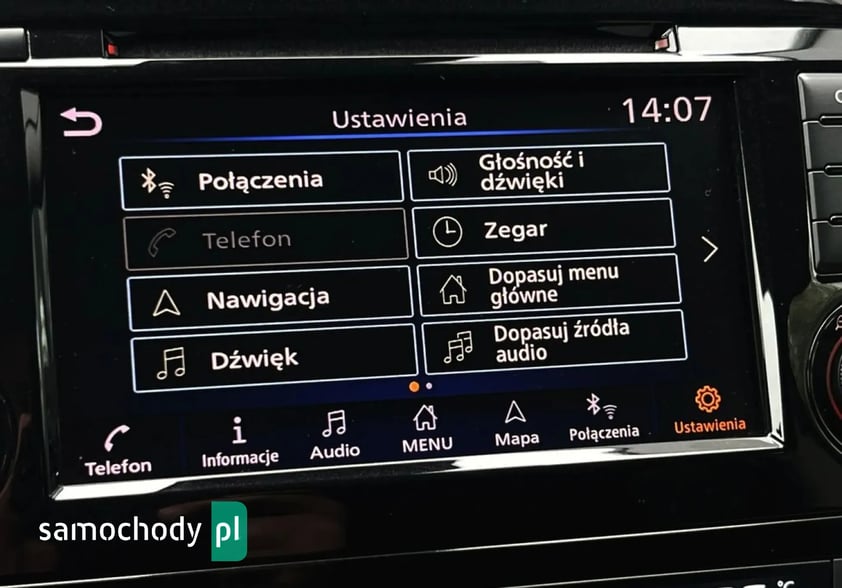 Ustawienia 14:07
Połączenia
Głośność i
dźwięki
Telefon
Zegar
Nawigacja
Dopasuj menu
główne
Dźwięk
Dopasuj źródła
audio
Telefon
Informacje
Audio
MENU
Mapa
Połączenia
Ustawienia
samochody pl
°C